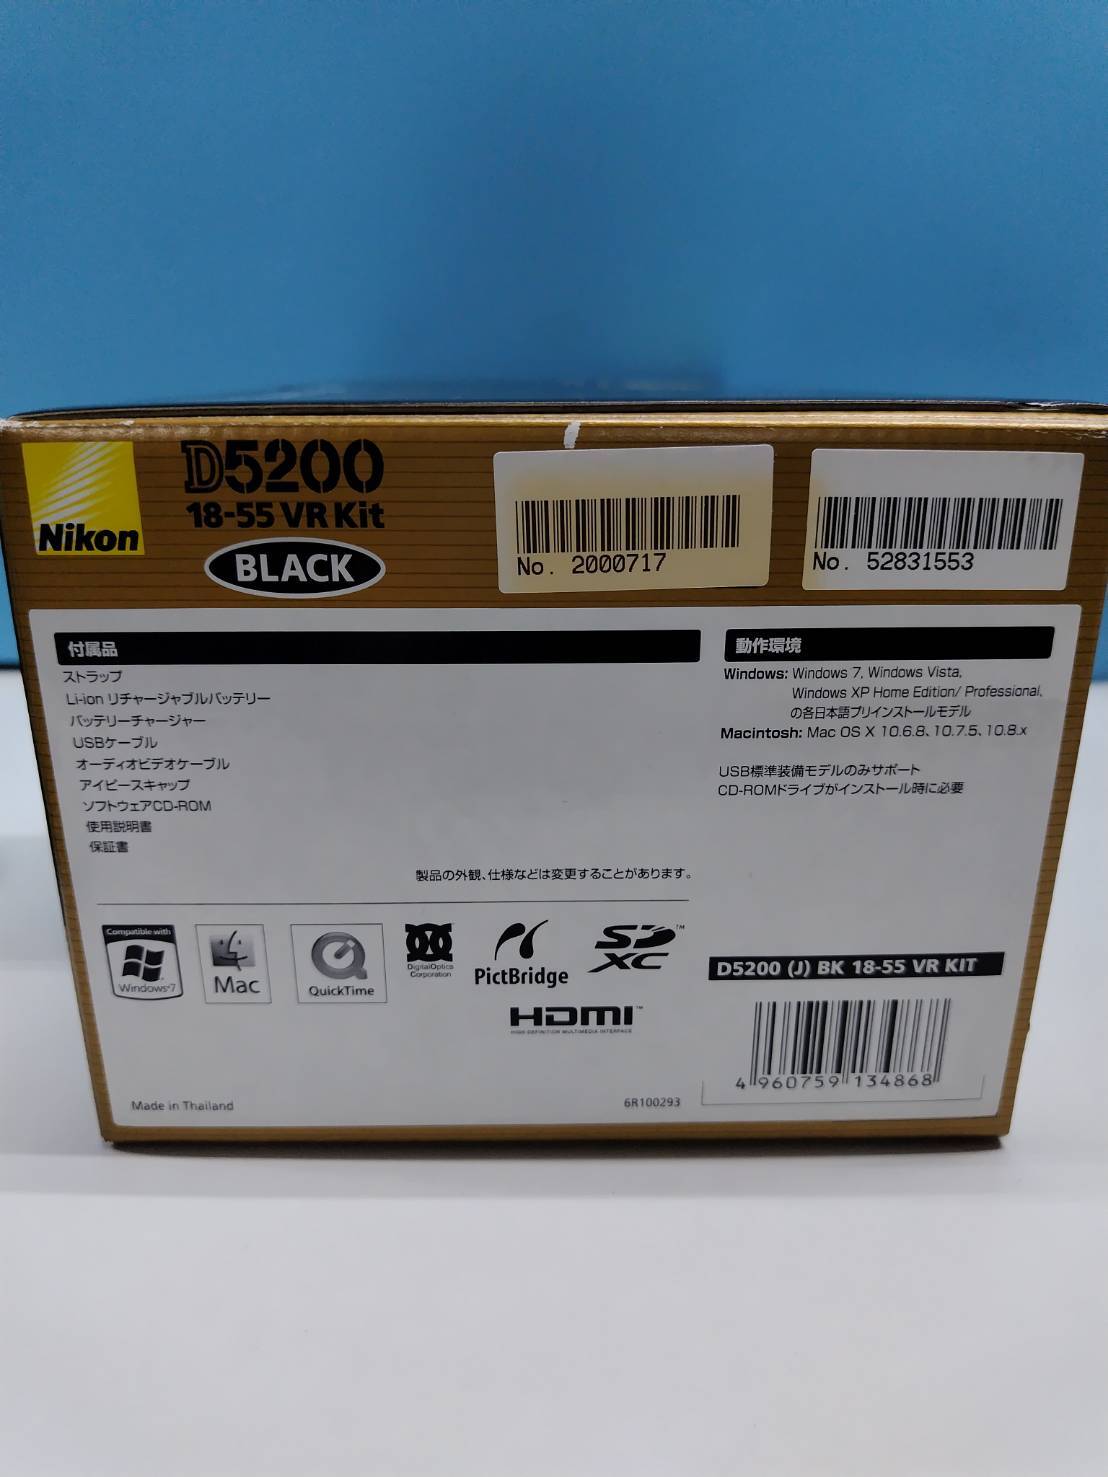 Nikon
D5200
18-55 VR Kit
BLACK
No. 2000717
No. 52831553
付属品
ストラップ
Li-ion リチャージャブルバッテリー
バッテリーチャージャー
USBケーブル
オーディオビデオケーブル
アイピースキャップ
ソフトウェアCD-ROM
使用説明書
保証書
製品の外観、仕様などは変更することがあります。
動作環境
Windows: Windows 7, Windows Vista,
Windows XP Home Edition/ Professional,
の各日本語プリインストールモデル
Macintosh: Mac OS X 10.6.8、10.7.5、10.8.x
USB標準装備モデルのみサポート
CD-ROMドライブがインストール時に必要
Compatible with
Windows 7
Mac
QuickTime
DigitalOptics
Corporation
PictBridge
SD
XC
TM
HDMI
TM
HIGH-DEFINITION MULTIMEDIA INTERFACE
D5200 (J) BK 18-55 VR KIT
4 960759 134868
Made in Thailand
6R100293